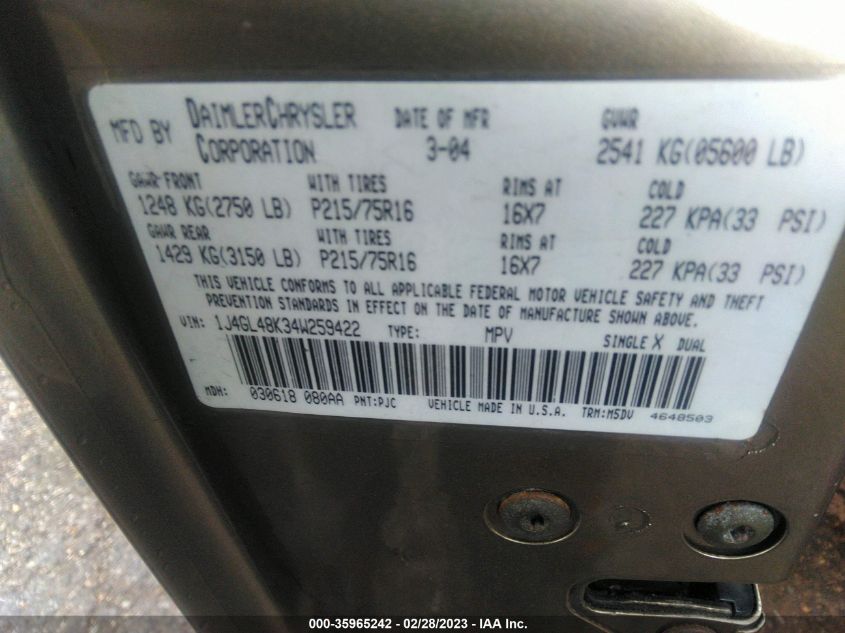 MFD BY DAIMLERCHRYSLER CORPORATION DATE OF MFR 3-04 GVWR 2541 KG(05600 LB)
GAWR-FRONT WITH TIRES RIMS AT COLD
1248 KG(2750 LB) P215/75R16 16X7 227 KPA(33 PSI)
GAWR REAR WITH TIRES RIMS AT COLD
1429 KG(3150 LB) P215/75R16 16X7 227 KPA(33 PSI)
THIS VEHICLE CONFORMS TO ALL APPLICABLE FEDERAL MOTOR VEHICLE SAFETY AND THEFT
PREVENTION STANDARDS IN EFFECT ON THE DATE OF MANUFACTURE SHOWN ABOVE.
VIN: 1J4GL48K34W259422 TYPE: MPV SINGLE X DUAL
MDH: 030618 080AA PNT:PJC VEHICLE MADE IN U.S.A. TRM:M5DV 4648503
000-35965242 / 02/28/2023 - IAA Inc.